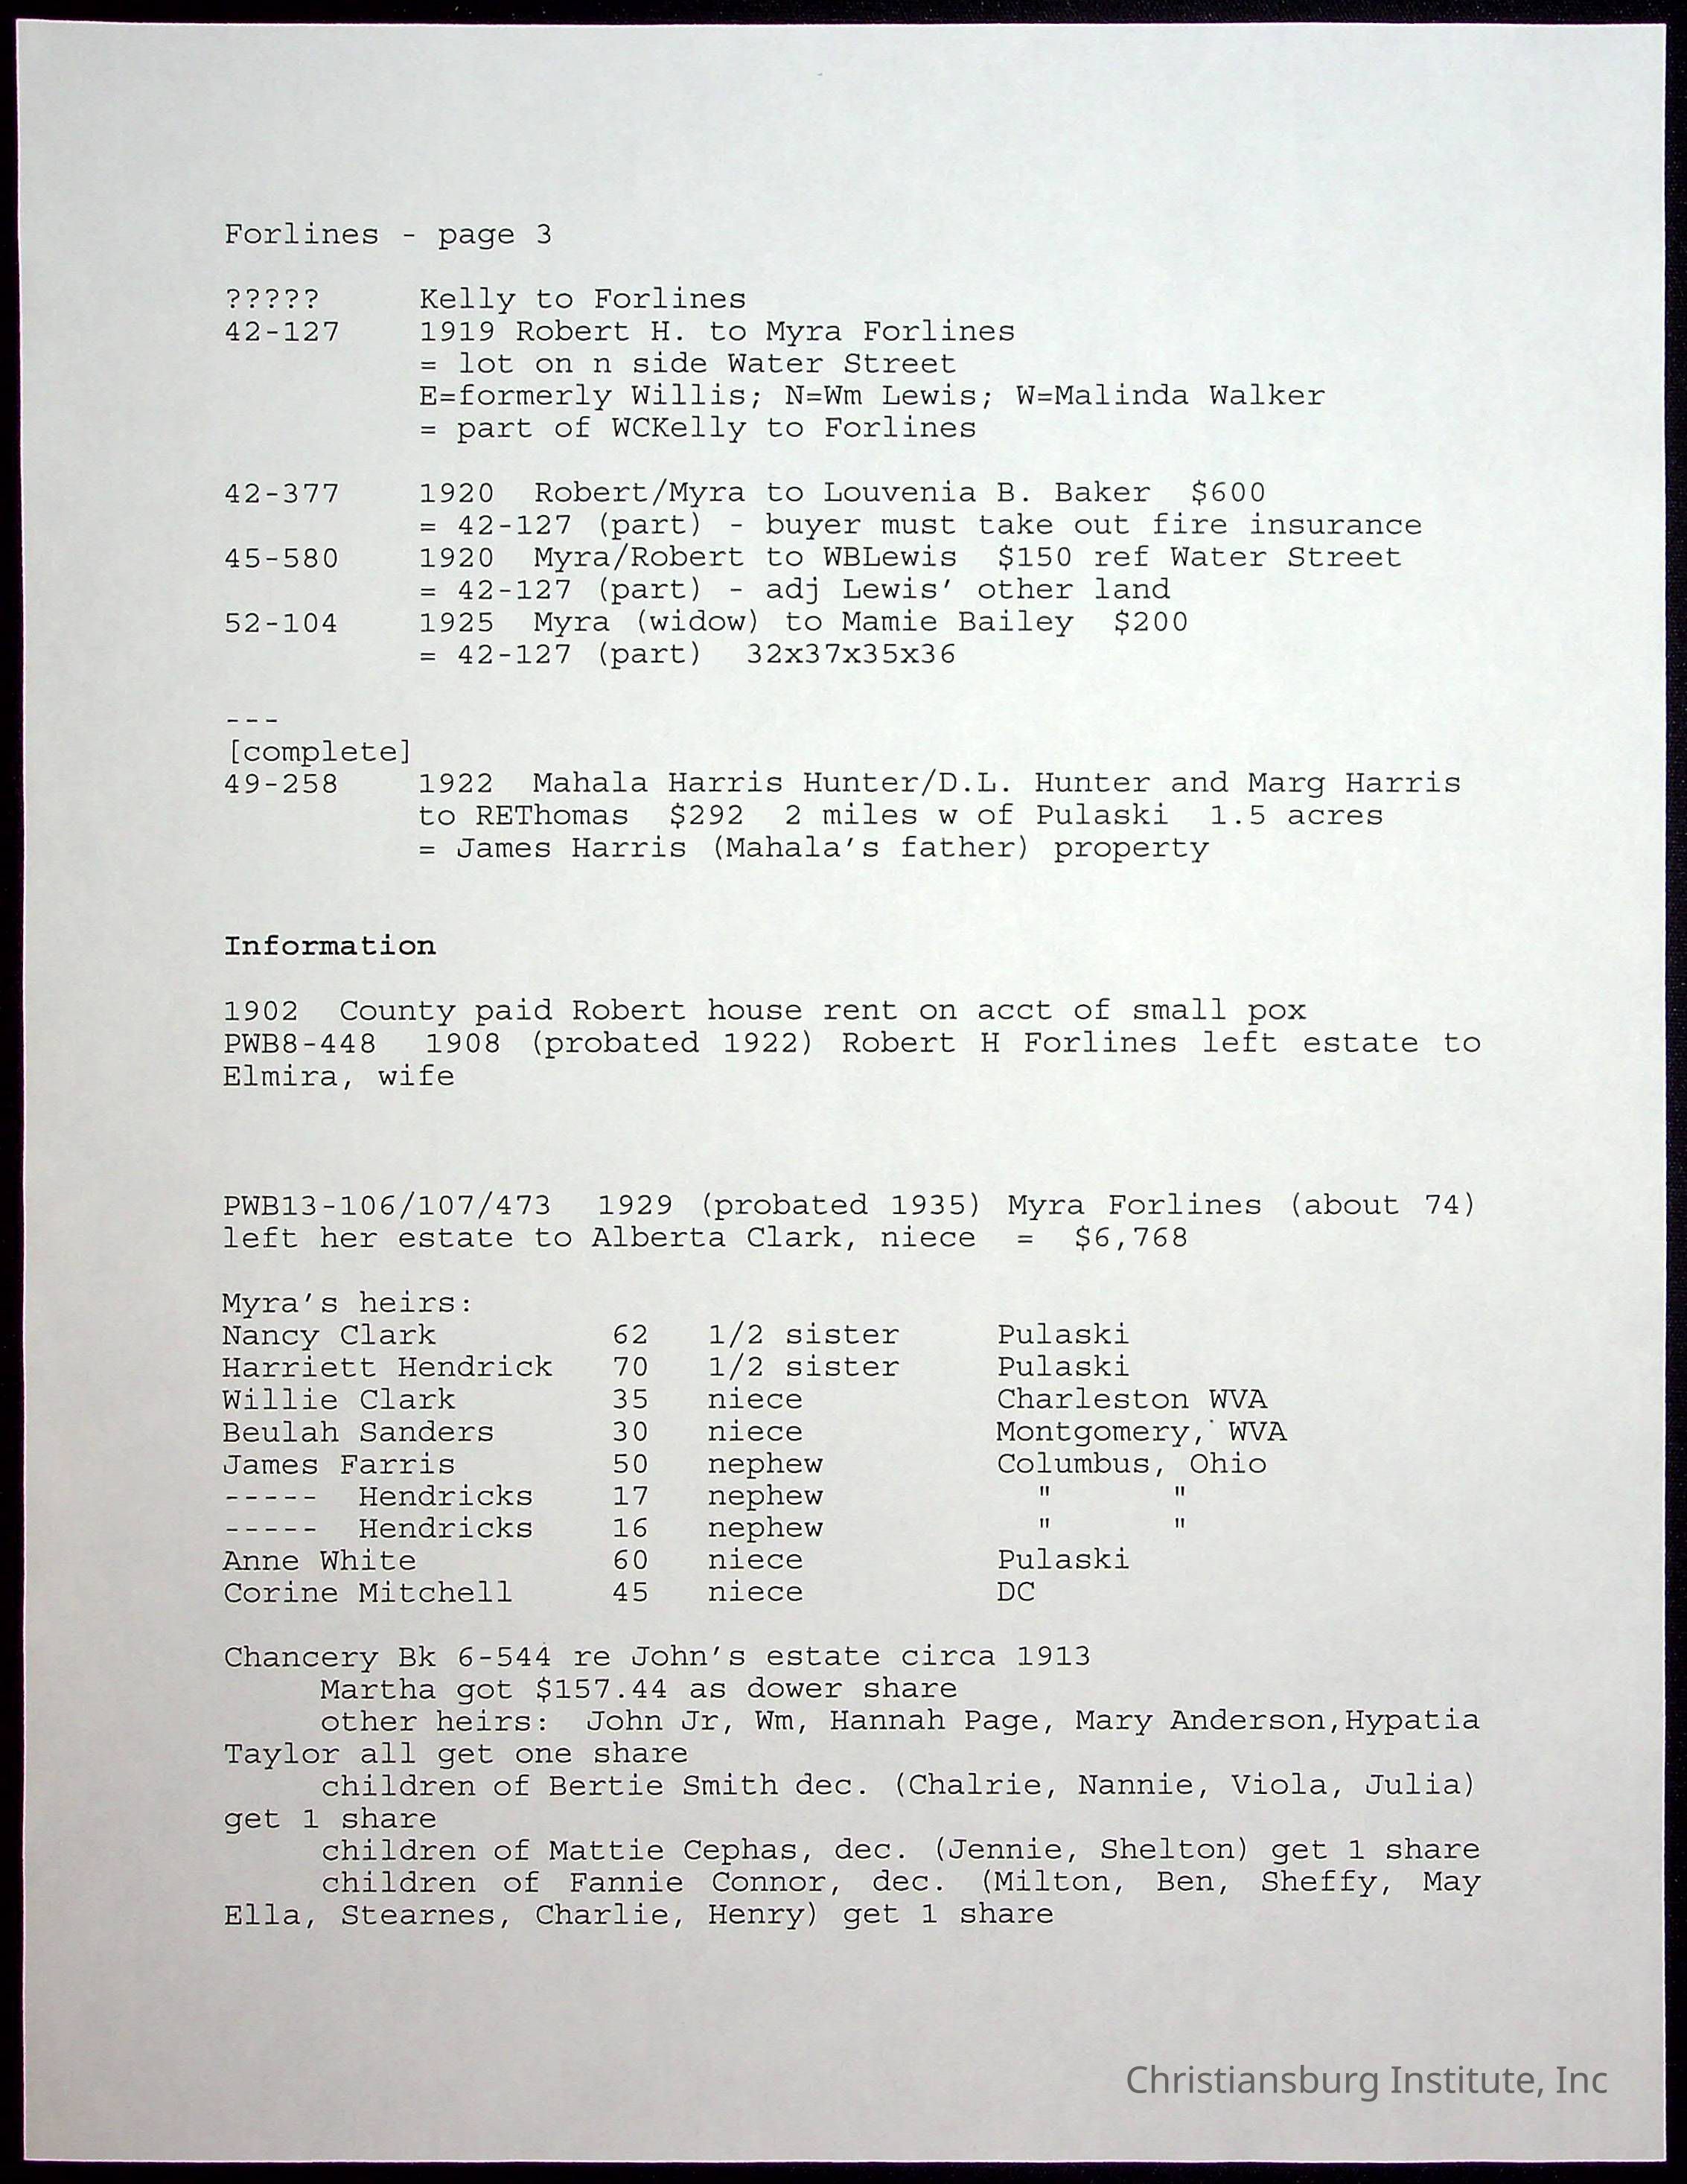 Forlines - page 3
????? Kelly to Forlines
42-127 1919 Robert H. to Myra Forlines
= lot on n side Water Street
E=formerly Willis; N=Wm Lewis; W=Malinda Walker
= part of WCKelly to Forlines
42-377 1920 Robert/Myra to Louvenia B. Baker $600
= 42-127 (part) - buyer must take out fire insurance
45-580 1920 Myra/Robert to WBLewis $150 ref Water Street
= 42-127 (part) - adj Lewis' other land
52-104 1925 Myra (widow) to Mamie Bailey $200
= 42-127 (part) 32x37x35x36
---
[complete]
49-258 1922 Mahala Harris Hunter/D.L. Hunter and Marg Harris
to REThomas $292 2 miles w of Pulaski 1.5 acres
= James Harris (Mahala's father) property
Information
1902 County paid Robert house rent on acct of small pox
PWB8-448 1908 (probated 1922) Robert H Forlines left estate to
Elmira, wife
PWB13-106/107/473 1929 (probated 1935) Myra Forlines (about 74)
left her estate to Alberta Clark, niece = $6,768
Myra's heirs:
Nancy Clark 62 1/2 sister Pulaski
Harriett Hendrick 70 1/2 sister Pulaski
Willie Clark 35 niece Charleston WVA
Beulah Sanders 30 niece Montgomery, WVA
James Farris 50 nephew Columbus, Ohio
----- Hendricks 17 nephew " "
----- Hendricks 16 nephew " "
Anne White 60 niece Pulaski
Corine Mitchell 45 niece DC
Chancery Bk 6-544 re John's estate circa 1913
Martha got $157.44 as dower share
other heirs: John Jr, Wm, Hannah Page, Mary Anderson,Hypatia
Taylor all get one share
children of Bertie Smith dec. (Chalrie, Nannie, Viola, Julia)
get 1 share
children of Mattie Cephas, dec. (Jennie, Shelton) get 1 share
children of Fannie Connor, dec. (Milton, Ben, Sheffy, May
Ella, Stearnes, Charlie, Henry) get 1 share
Christiansburg Institute, Inc